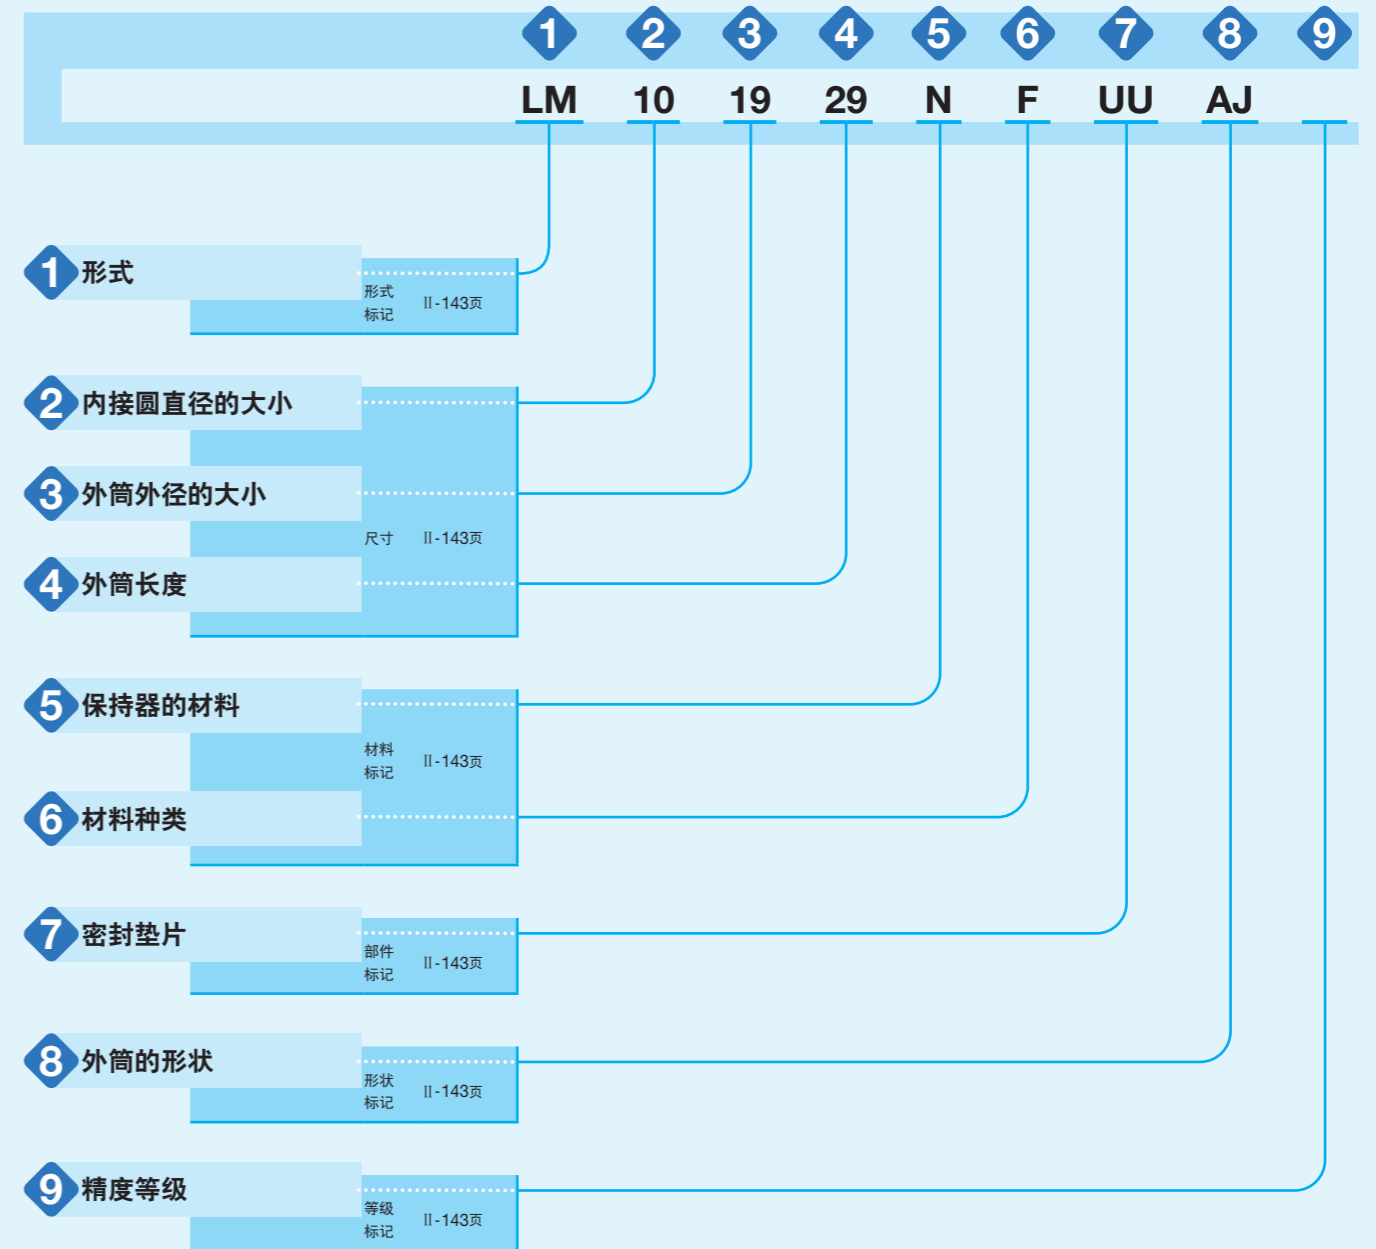 1 2 3 4 5 6 7 8 9
LM 10 19 29 N F UU AJ
1 形式
形式
标记 Ⅱ-143页
2 内接圆直径的大小
3 外筒外径的大小
尺寸 Ⅱ-143页
4 外筒长度
5 保持器的材料
材料
标记 Ⅱ-143页
6 材料种类
7 密封垫片
部件
标记 Ⅱ-143页
8 外筒的形状
形状
标记 Ⅱ-143页
9 精度等级
等级
标记 Ⅱ-143页